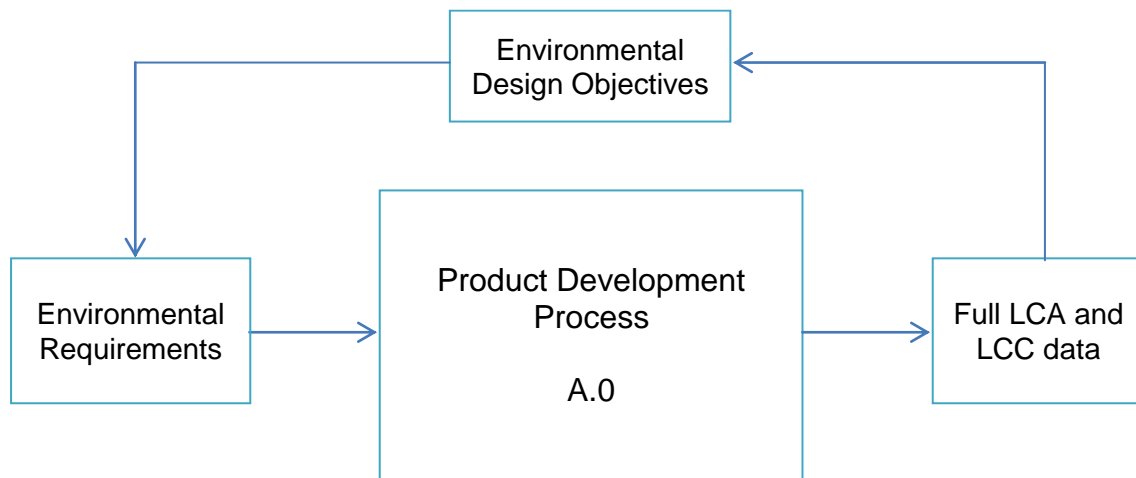 Environmental
Design Objectives
Environmental
Requirements
Product Development
Process
A.0
Full LCA and
LCC data